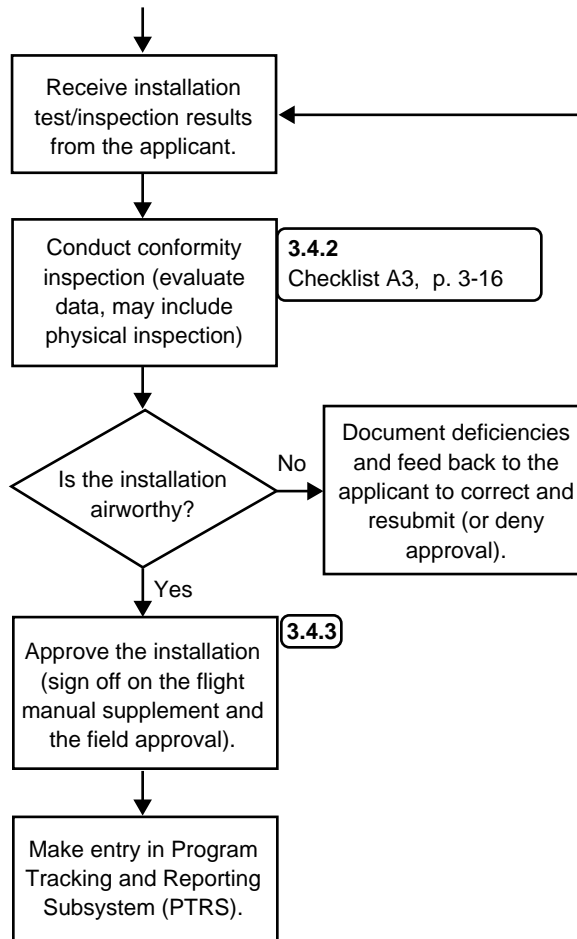 Receive installation
test/inspection results
from the applicant.
Conduct conformity
inspection (evaluate
data, may include
physical inspection)
3.4.2
Checklist A3,  p. 3-16
Is the installation
airworthy?
No
Document deficiencies
and feed back to the
applicant to correct and
resubmit (or deny
approval).
Yes
Approve the installation
(sign off on the flight
manual supplement and
the field approval).
3.4.3
Make entry in Program
Tracking and Reporting
Subsystem (PTRS).